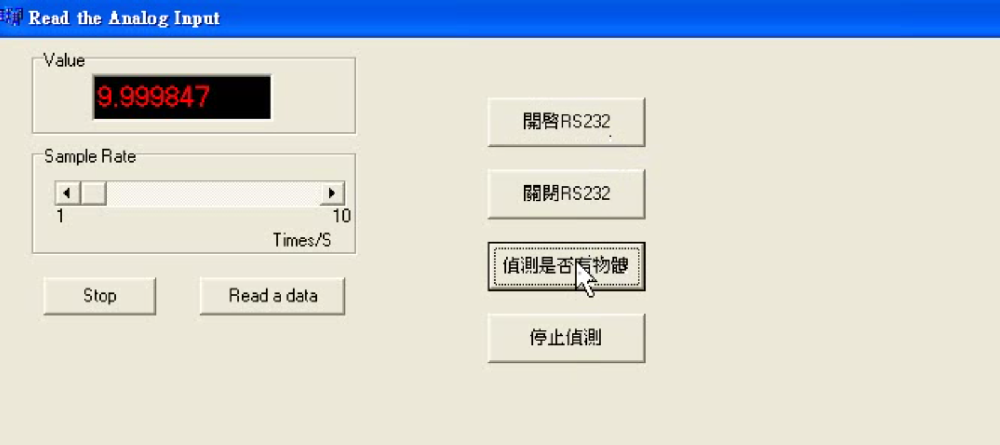 Read the Analog Input
Value
9.999847
Sample Rate
1
10
Times/S
Stop
Read a data
開啓RS232
關閉RS232
偵測是否有物體
停止偵測